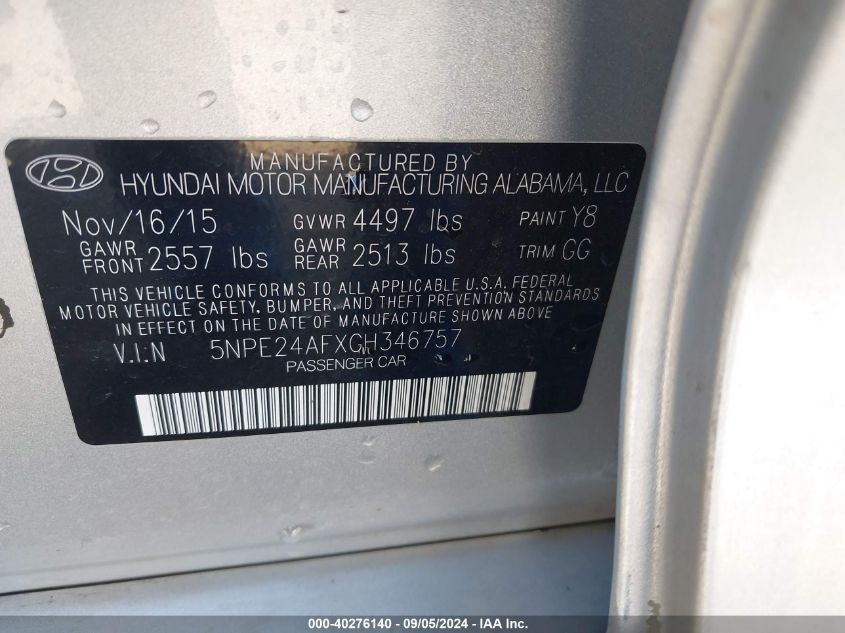 MANUFACTURED BY
HYUNDAI MOTOR MANUFACTURING ALABAMA, LLC
Nov/16/15 GVWR 4497 lbs PAINT Y8
GAWR FRONT 2557 lbs GAWR REAR 2513 lbs TRIM GG
THIS VEHICLE CONFORMS TO ALL APPLICABLE U.S.A. FEDERAL
MOTOR VEHICLE SAFETY, BUMPER, AND THEFT PREVENTION STANDARDS
IN EFFECT ON THE DATE OF MANUFACTURE SHOWN ABOVE
V.I.N 5NPE24AFXGH346757
PASSENGER CAR
000-40276140 - 09/05/2024 - IAA Inc.